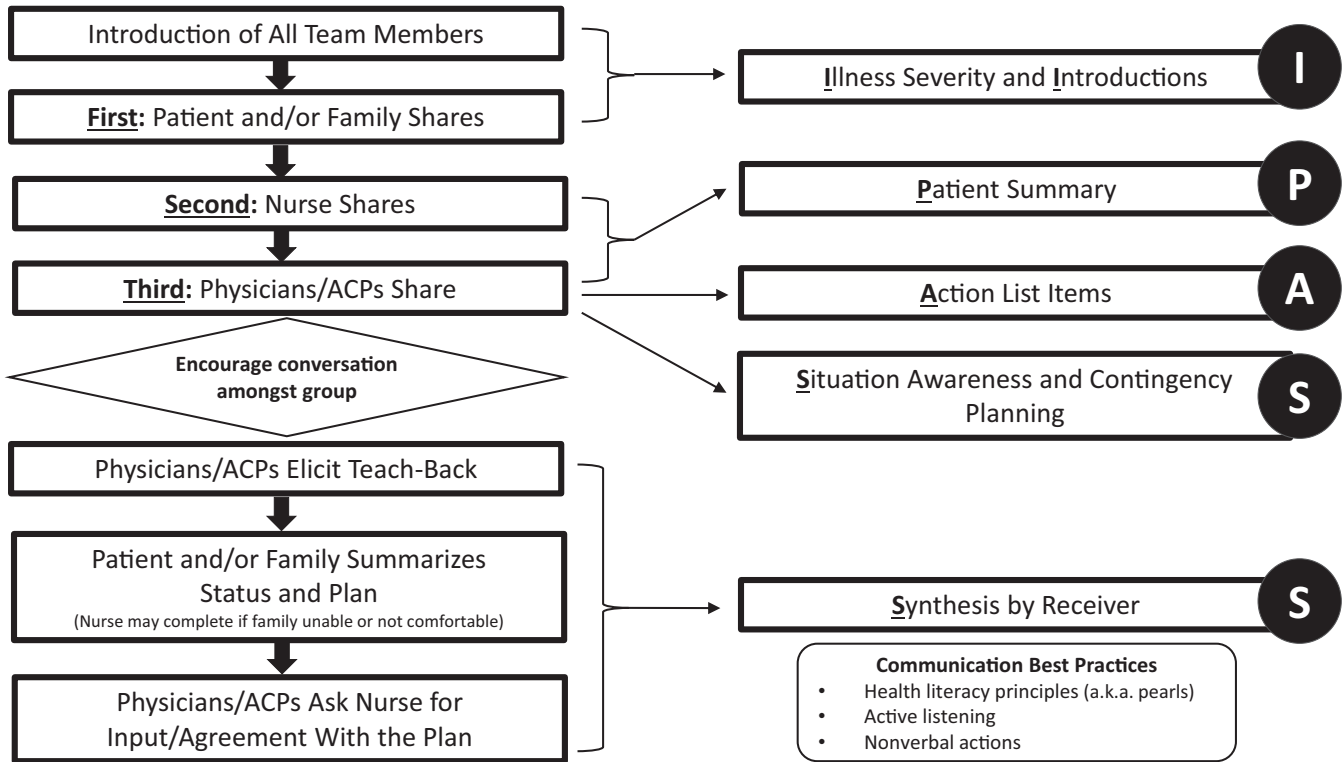 Introduction of All Team Members
First: Patient and/or Family Shares
Second: Nurse Shares
Third: Physicians/ACPs Share
Encourage conversation
amongst group
Physicians/ACPs Elicit Teach-Back
Patient and/or Family Summarizes
Status and Plan
(Nurse may complete if family unable or not comfortable)
Physicians/ACPs Ask Nurse for
Input/Agreement With the Plan
Illness Severity and Introductions
I
Patient Summary
P
Action List Items
A
Situation Awareness and Contingency
Planning
S
Synthesis by Receiver
S
Communication Best Practices
• Health literacy principles (a.k.a. pearls)
• Active listening
• Nonverbal actions